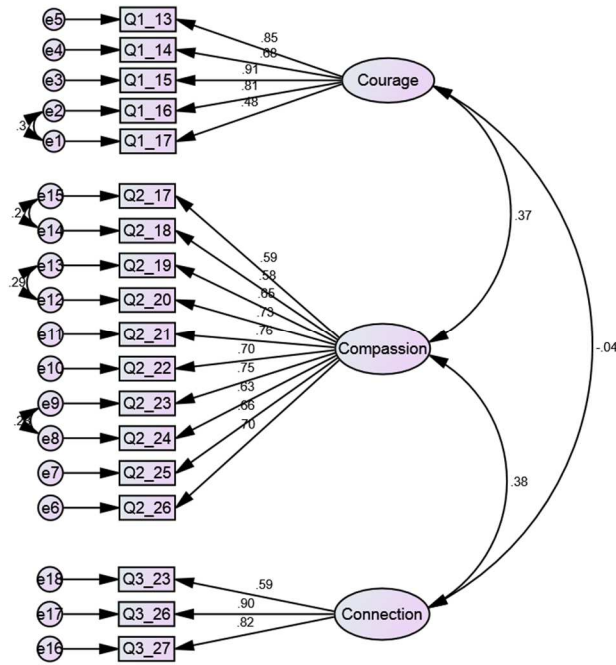 e5 Q1_13
.85
e4 Q1_14
.68
e3 Q1_15
.91
Courage
e2 Q1_16
.81
e1 Q1_17
.48
e15 Q2_17
.37
e14 Q2_18
.59
e13 Q2_19
.58
.29
e12 Q2_20
.65
.73
e11 Q2_21
.76
Compassion
-.04
e10 Q2_22
.70
.75
e9 Q2_23
.63
e8 Q2_24
.66
.70
e7 Q2_25
.38
e6 Q2_26
e18 Q3_23
.59
e17 Q3_26
.90
Connection
.82
e16 Q3_27